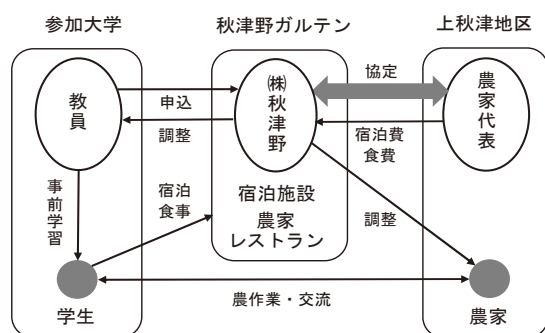 参加大学
秋津野ガルテン
上秋津地区
教員
㈱秋津野
農家代表
申込
調整
協定
宿泊費
食費
事前学習
宿泊
食事
宿泊施設
農家
レストラン
調整
農作業・交流
学生
農家